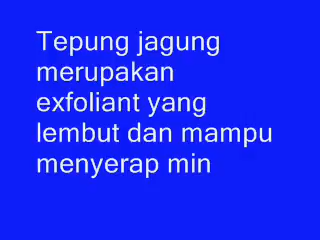 Tepung jagung
merupakan
exfoliant yang
lembut dan mampu
menyerap min